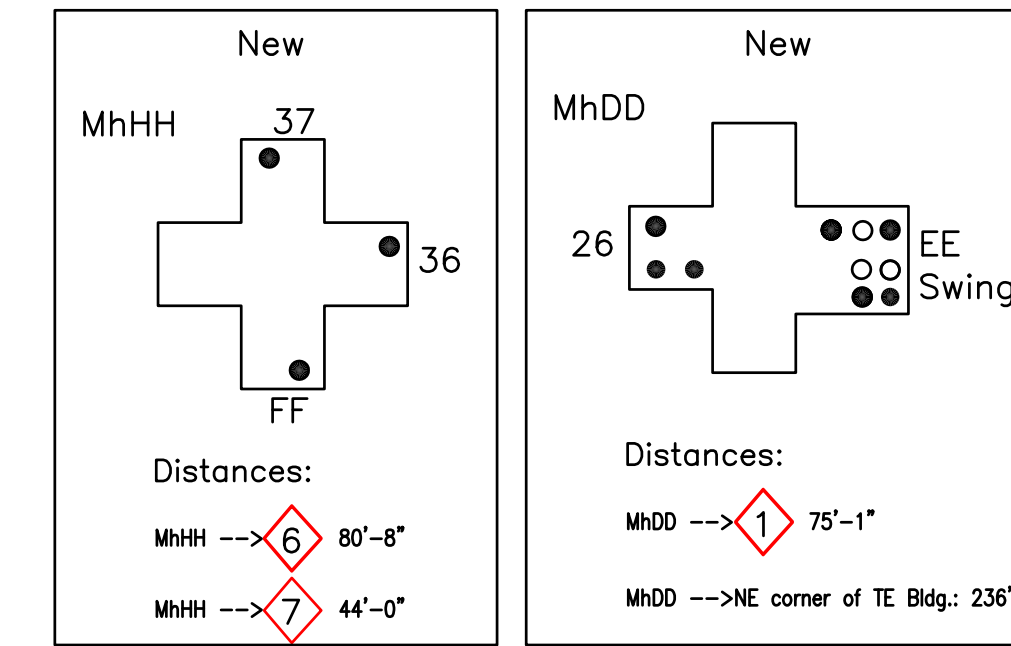 New
MhHH
37
36
FF
Distances:
MhHH -->6 80'-8"
MhHH -->7 44'-0"
New
MhDD
26
EE
Swing
Distances:
MhDD -->1 75'-1"
MhDD -->NE corner of TE Bldg.: 236'